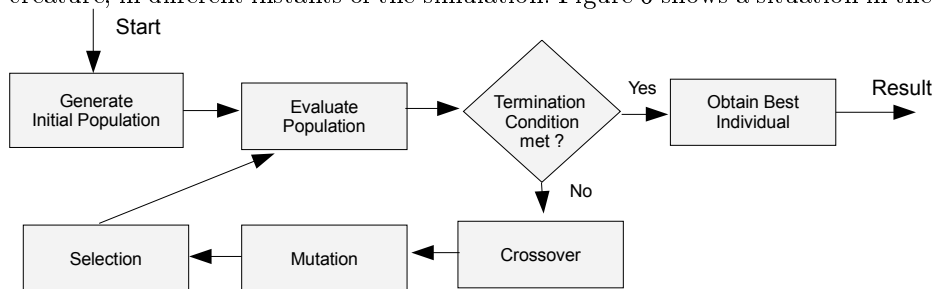 creature, in different instants of the simulation. Figure 6 shows a situation in the
Start
Generate
Initial Population
Evaluate
Population
Termination
Condition
met ?
Yes
Obtain Best
Individual
Result
No
Selection
Mutation
Crossover